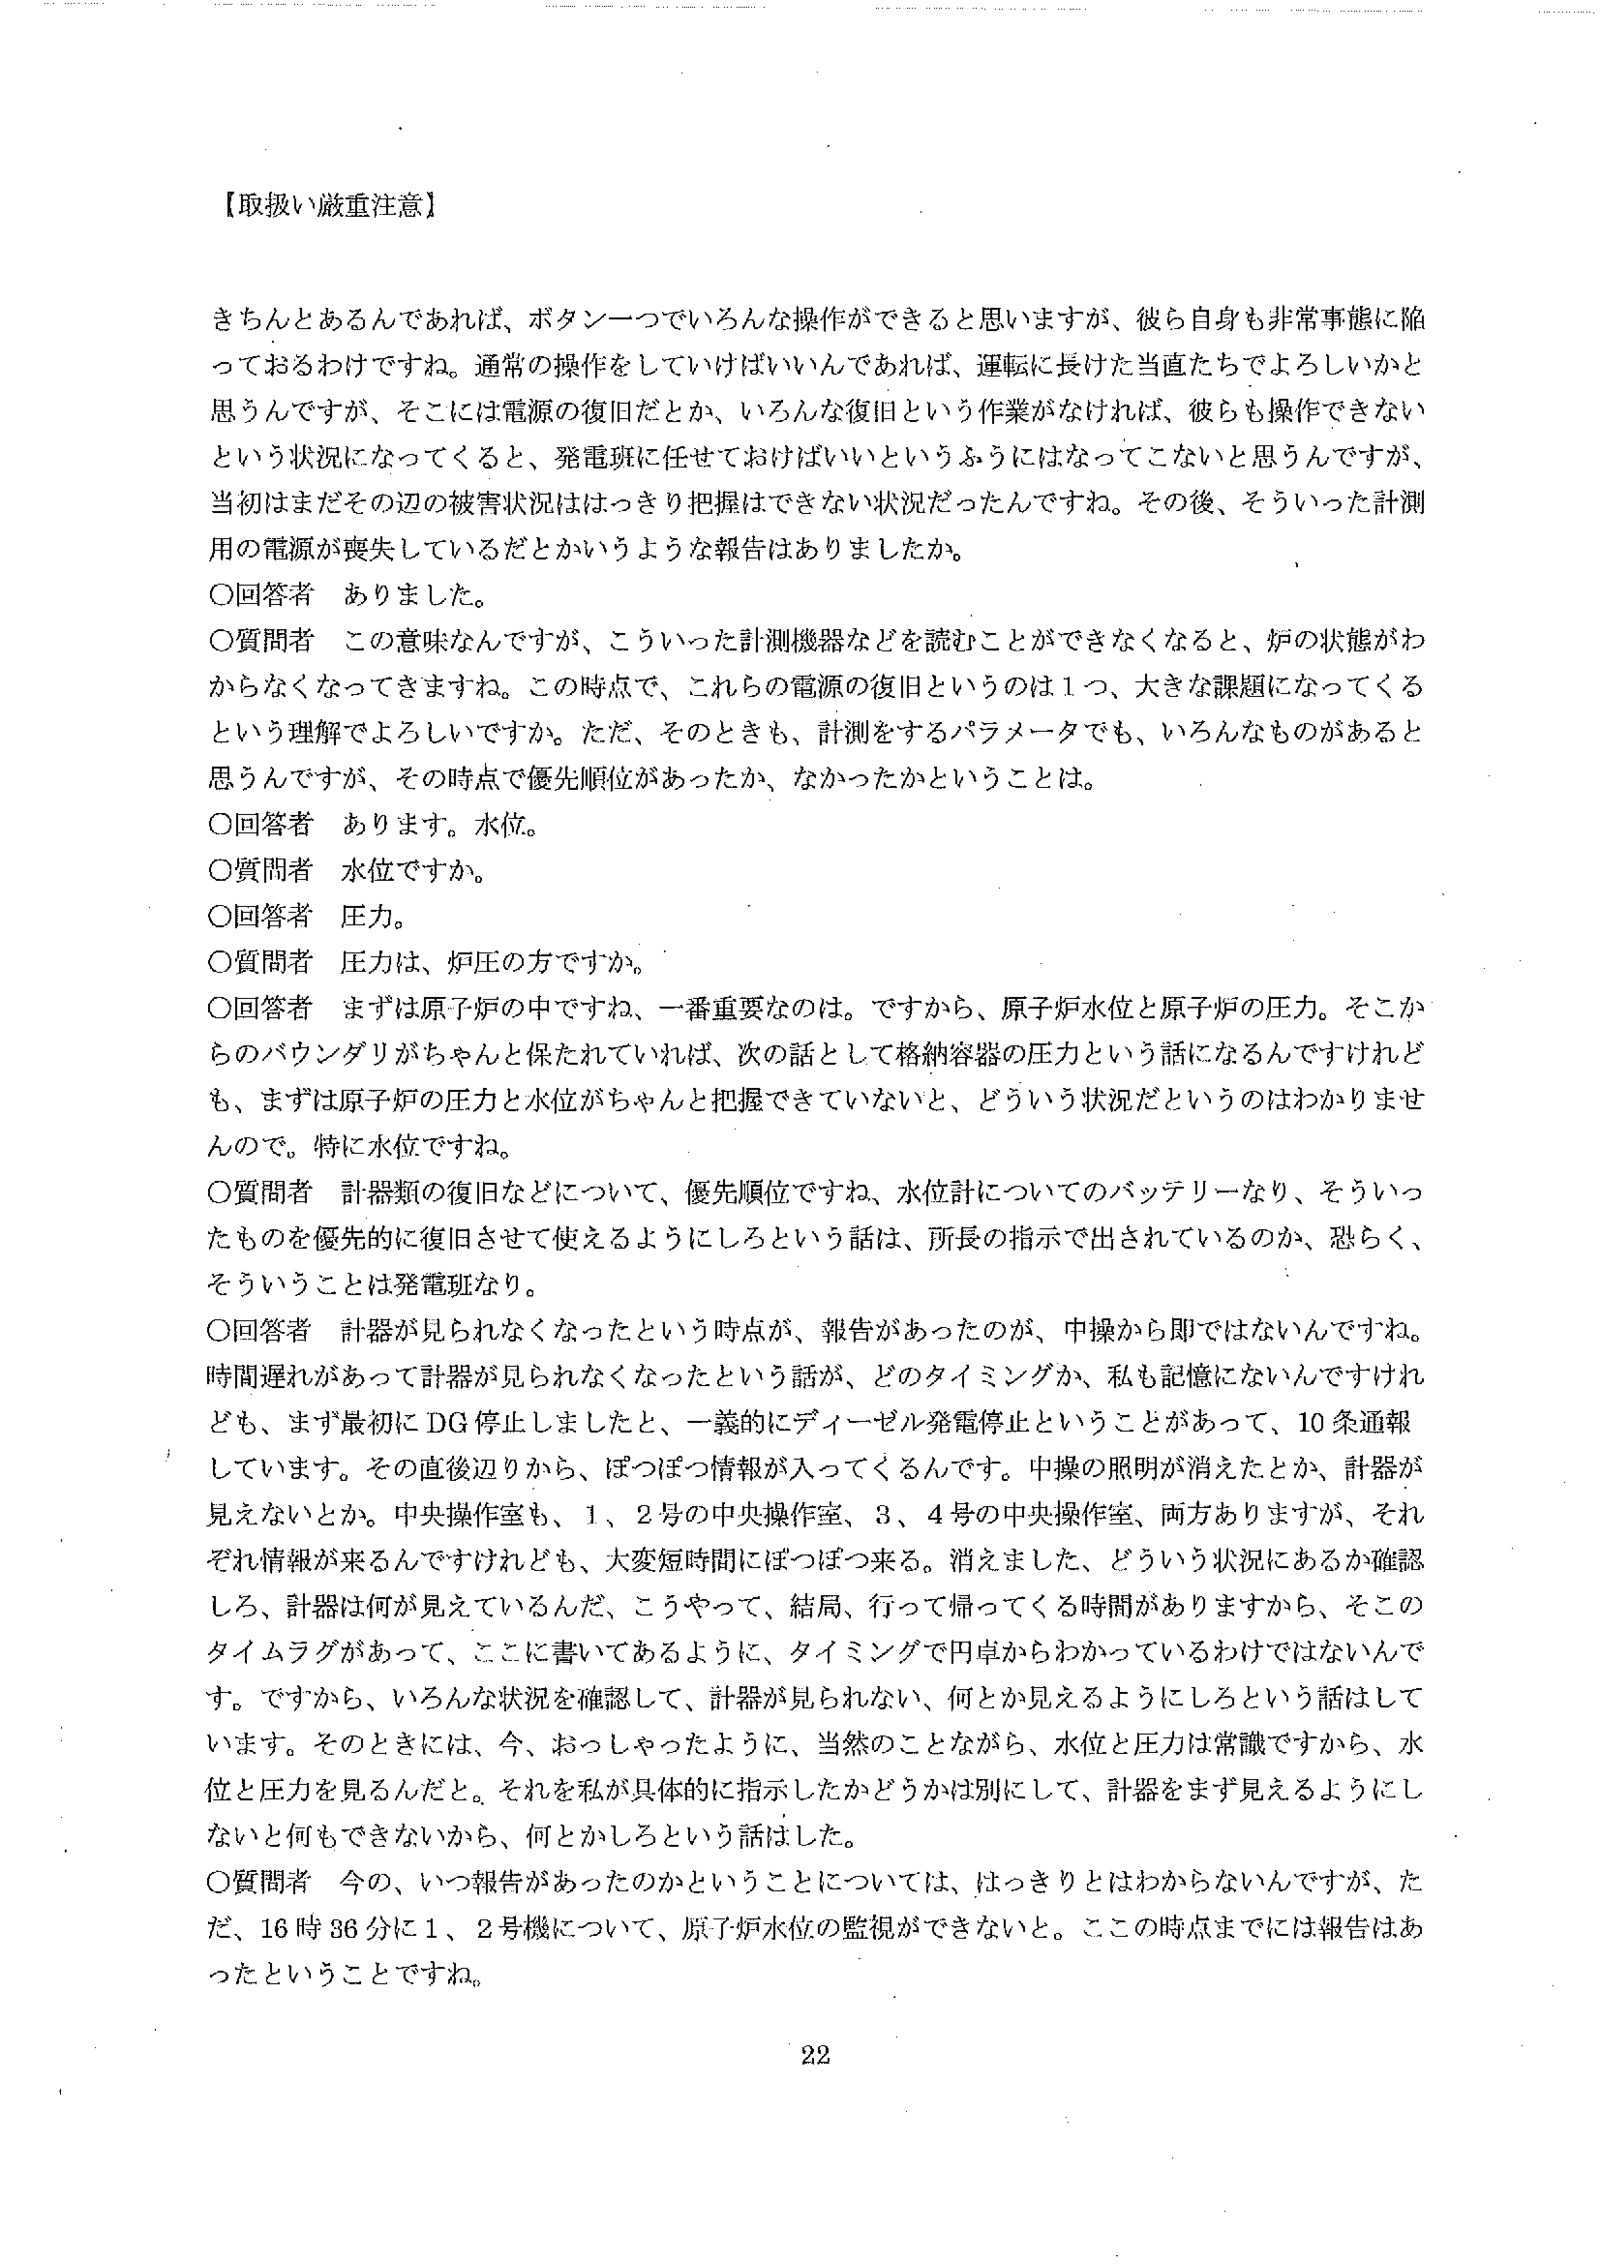 【取扱い厳重注意】
きちんとあるんであれば、ボタン一つでいろんな操作ができると思いますが、彼ら自身も非常事態に陥
っておるわけですね。通常の操作をしていけばいいんであれば、運転に長けた当直たちでよろしいかと
思うんですが、そこには電源の復旧だとか、いろんな復旧という作業がなければ、彼らも操作できない
という状況になってくると、発電班に任せておけばいいというふうにはなってこないと思うんですが、
当初はまだその辺の被害状況ははっきり把握はできない状況だったんですね。その後、そういった計測
用の電源が喪失しているだとかいうような報告はありましたか。
○回答者　ありました。
○質問者　この意味なんですが、こういった計測機器などを読むことができなくなると、炉の状態がわ
からなくなってきますね。この時点で、これらの電源の復旧というのは１つ、大きな課題になってくる
という理解でよろしいですか。ただ、そのときも、計測をするパラメータでも、いろんなものがあると
思うんですが、その時点で優先順位があったか、なかったかということは。
○回答者　あります。水位。
○質問者　水位ですか。
○回答者　圧力。
○質問者　圧力は、炉圧の方ですか。
○回答者　まずは原子炉の中ですね、一番重要なのは。ですから、原子炉水位と原子炉の圧力。そこか
らのバウンダリがちゃんと保たれていれば、次の話として格納容器の圧力という話になるんですけれど
も、まずは原子炉の圧力と水位がちゃんと把握できていないと、どういう状況だというのはわかりませ
んので。特に水位ですね。
○質問者　計器類の復旧などについて、優先順位ですね、水位計についてのバッテリーなり、そういっ
たものを優先的に復旧させて使えるようにしろという話は、所長の指示で出されているのか、恐らく、
そういうことは発電班なり。
○回答者　計器が見られなくなったという時点が、報告があったのが、中操から即ではないんですね。
時間遅れがあって計器が見られなくなったという話が、どのタイミングか、私も記憶にないんですけれ
ども、まず最初に DG 停止しましたと、一義的にディーゼル発電停止ということがあって、10 条通報
しています。その直後辺りから、ぽつぽつ情報が入ってくるんです。中操の照明が消えたとか、計器が
見えないとか。中央操作室も、１、２号の中央操作室、３、４号の中央操作室、両方ありますが、それ
ぞれ情報が来るんですけれども、大変短時間にぽつぽつ来る。消えました、どういう状況にあるか確認
しろ、計器は何が見えているんだ、こうやって、結局、行って帰ってくる時間がありますから、そこの
タイムラグがあって、ここに書いてあるように、タイミングで円卓からわかっているわけではないんで
す。ですから、いろんな状況を確認して、計器が見られない、何とか見えるようにしろという話はして
います。そのときには、今、おっしゃったように、当然のことながら、水位と圧力は常識ですから、水
位と圧力を見るんだと。それを私が具体的に指示したかどうかは別にして、計器をまず見えるようにし
ないと何もできないから、何とかしろという話はした。
○質問者　今の、いつ報告があったのかということについては、はっきりとはわからないんですが、た
だ、16 時 36 分に１、２号機について、原子炉水位の監視ができないと。ここの時点までには報告はあ
ったということですね。
22